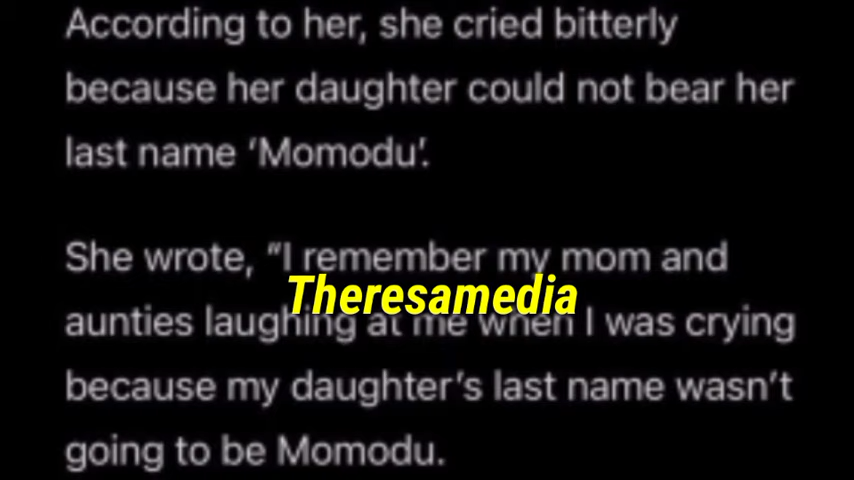 According to her, she cried bitterly
because her daughter could not bear her
last name ‘Momodu’.
She wrote, “I remember my mom and
Theresamedia
aunties laughing at me when I was crying
because my daughter’s last name wasn’t
going to be Momodu.